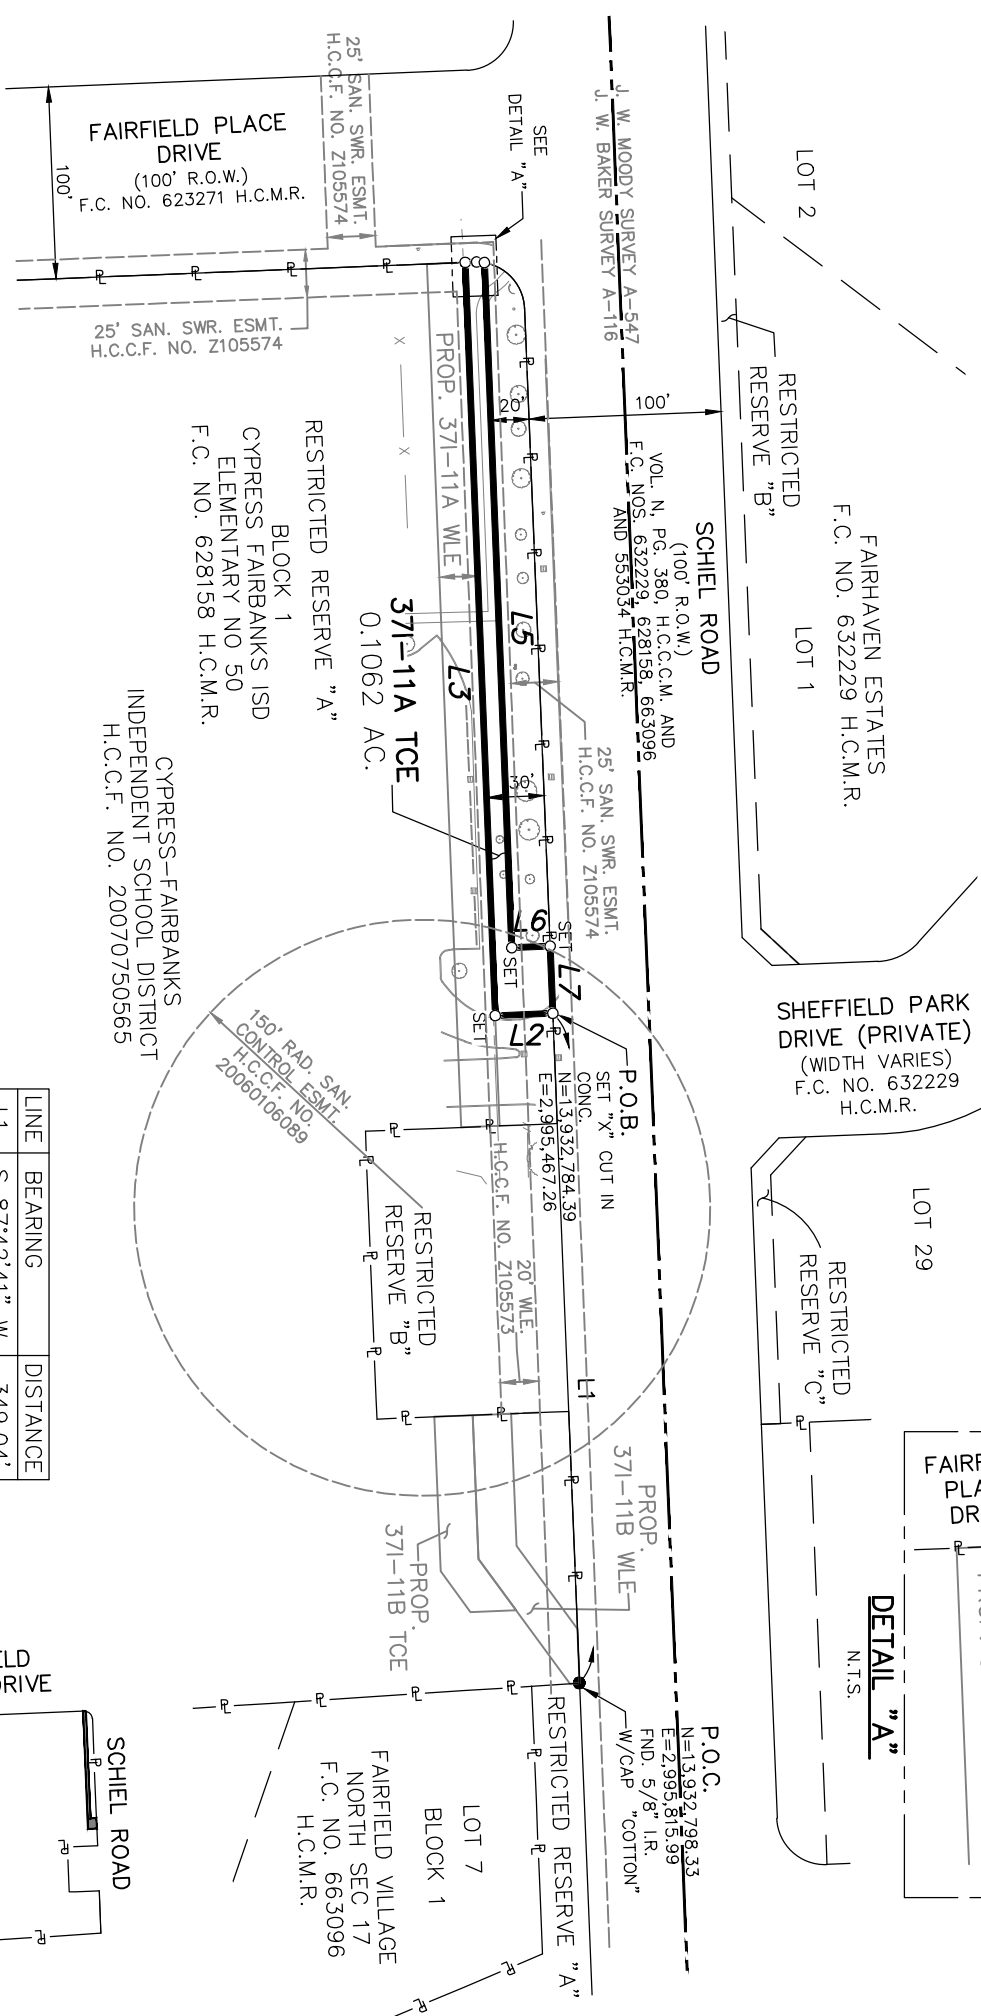 FAIRFIELD PLACE
DRIVE
(100' R.O.W.)
F.C. NO. 623271 H.C.M.R.
100'
25' SAN. SWR. ESMT.
H.C.C.F. NO. Z105574
25' SAN. SWR. ESMT.
H.C.C.F. NO. Z105574
SEE
DETAIL "A"
J. W. MOODY SURVEY A-547
J. W. BAKER SURVEY A-116
LOT 2
RESTRICTED
RESERVE "B"
FAIRHAVEN ESTATES
F.C. NO. 632229 H.C.M.R.
LOT 1
100'
20'
SCHIEL ROAD
(100' R.O.W.)
VOL. N, PG. 380, H.C.C.M. AND
F.C. NOS. 632229, 628158, 663096
AND 553034 H.C.M.R.
PROP. 37I-11A WLE
X
X
RESTRICTED RESERVE "A"
BLOCK 1
CYPRESS FAIRBANKS ISD
ELEMENTARY NO 50
F.C. NO. 628158 H.C.M.R.
37I-11A TCE
0.1062 AC.
L3
L5
30'
25' SAN. SWR. ESMT.
H.C.C.F. NO. Z105574
CYPRESS-FAIRBANKS
INDEPENDENT SCHOOL DISTRICT
H.C.C.F. NO. 20070750565
L6
SET
L7
SET
SET
L2
SHEFFIELD PARK
DRIVE (PRIVATE)
(WIDTH VARIES)
F.C. NO. 632229
H.C.M.R.
P.O.B.
SET "X" CUT IN
CONC.
N=13,932,784.39
E=2,995,467.26
150' RAD. SAN.
CONTROL ESMT.
H.C.C.F. NO.
20060106089
RESTRICTED
RESERVE "B"
20' WLE.
H.C.C.F. NO. Z105573
LOT 29
RESTRICTED
RESERVE "C"
L1
PROP.
37I-11B WLE
PROP.
37I-11B TCE
LINE BEARING DISTANCE
L1 S 87°42'41" W 349.04'
DETAIL "A"
N.T.S.
P.O.C.
N=13,932,798.33
E=2,995,815.99
FND. 5/8" I.R.
W/CAP "COTTON"
RESTRICTED RESERVE "A"
LOT 7
BLOCK 1
FAIRFIELD VILLAGE
NORTH SEC 17
F.C. NO. 663096
H.C.M.R.
SCHIEL ROAD